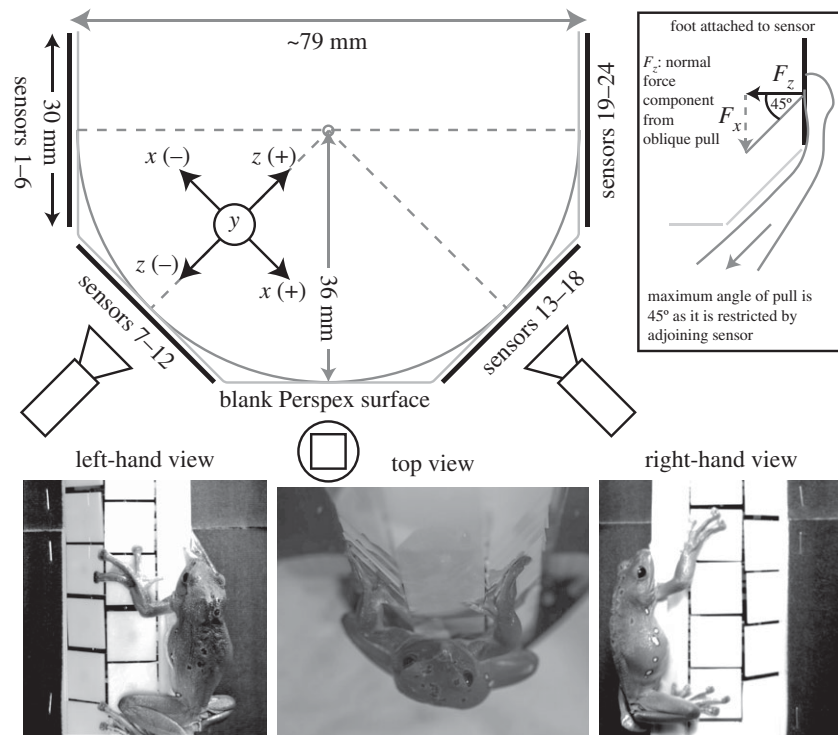 ~79 mm
sensors 1–6
30 mm
sensors 19–24
x (–)
z (+)
y
z (–)
x (+)
36 mm
sensors 7–12
sensors 13–18
blank Perspex surface
foot attached to sensor
Fz: normal
force
component
from
oblique pull
Fz
45º
Fx
maximum angle of pull is
45º as it is restricted by
adjoining sensor
left-hand view
top view
right-hand view